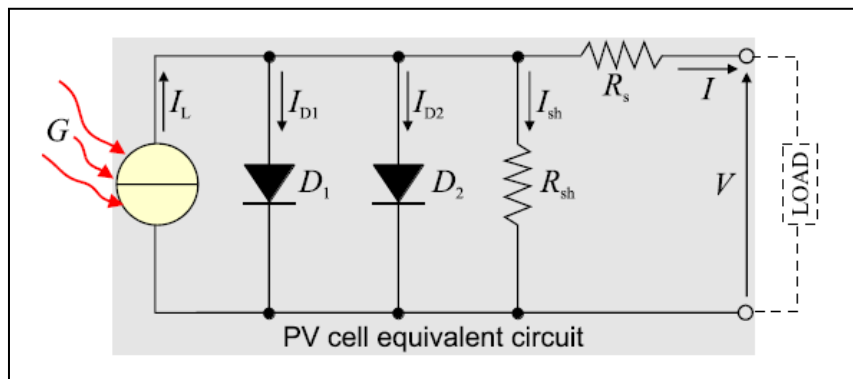 G
I_L
I_D1
I_D2
I_sh
R_s
I
D_1
D_2
R_sh
V
LOAD
PV cell equivalent circuit